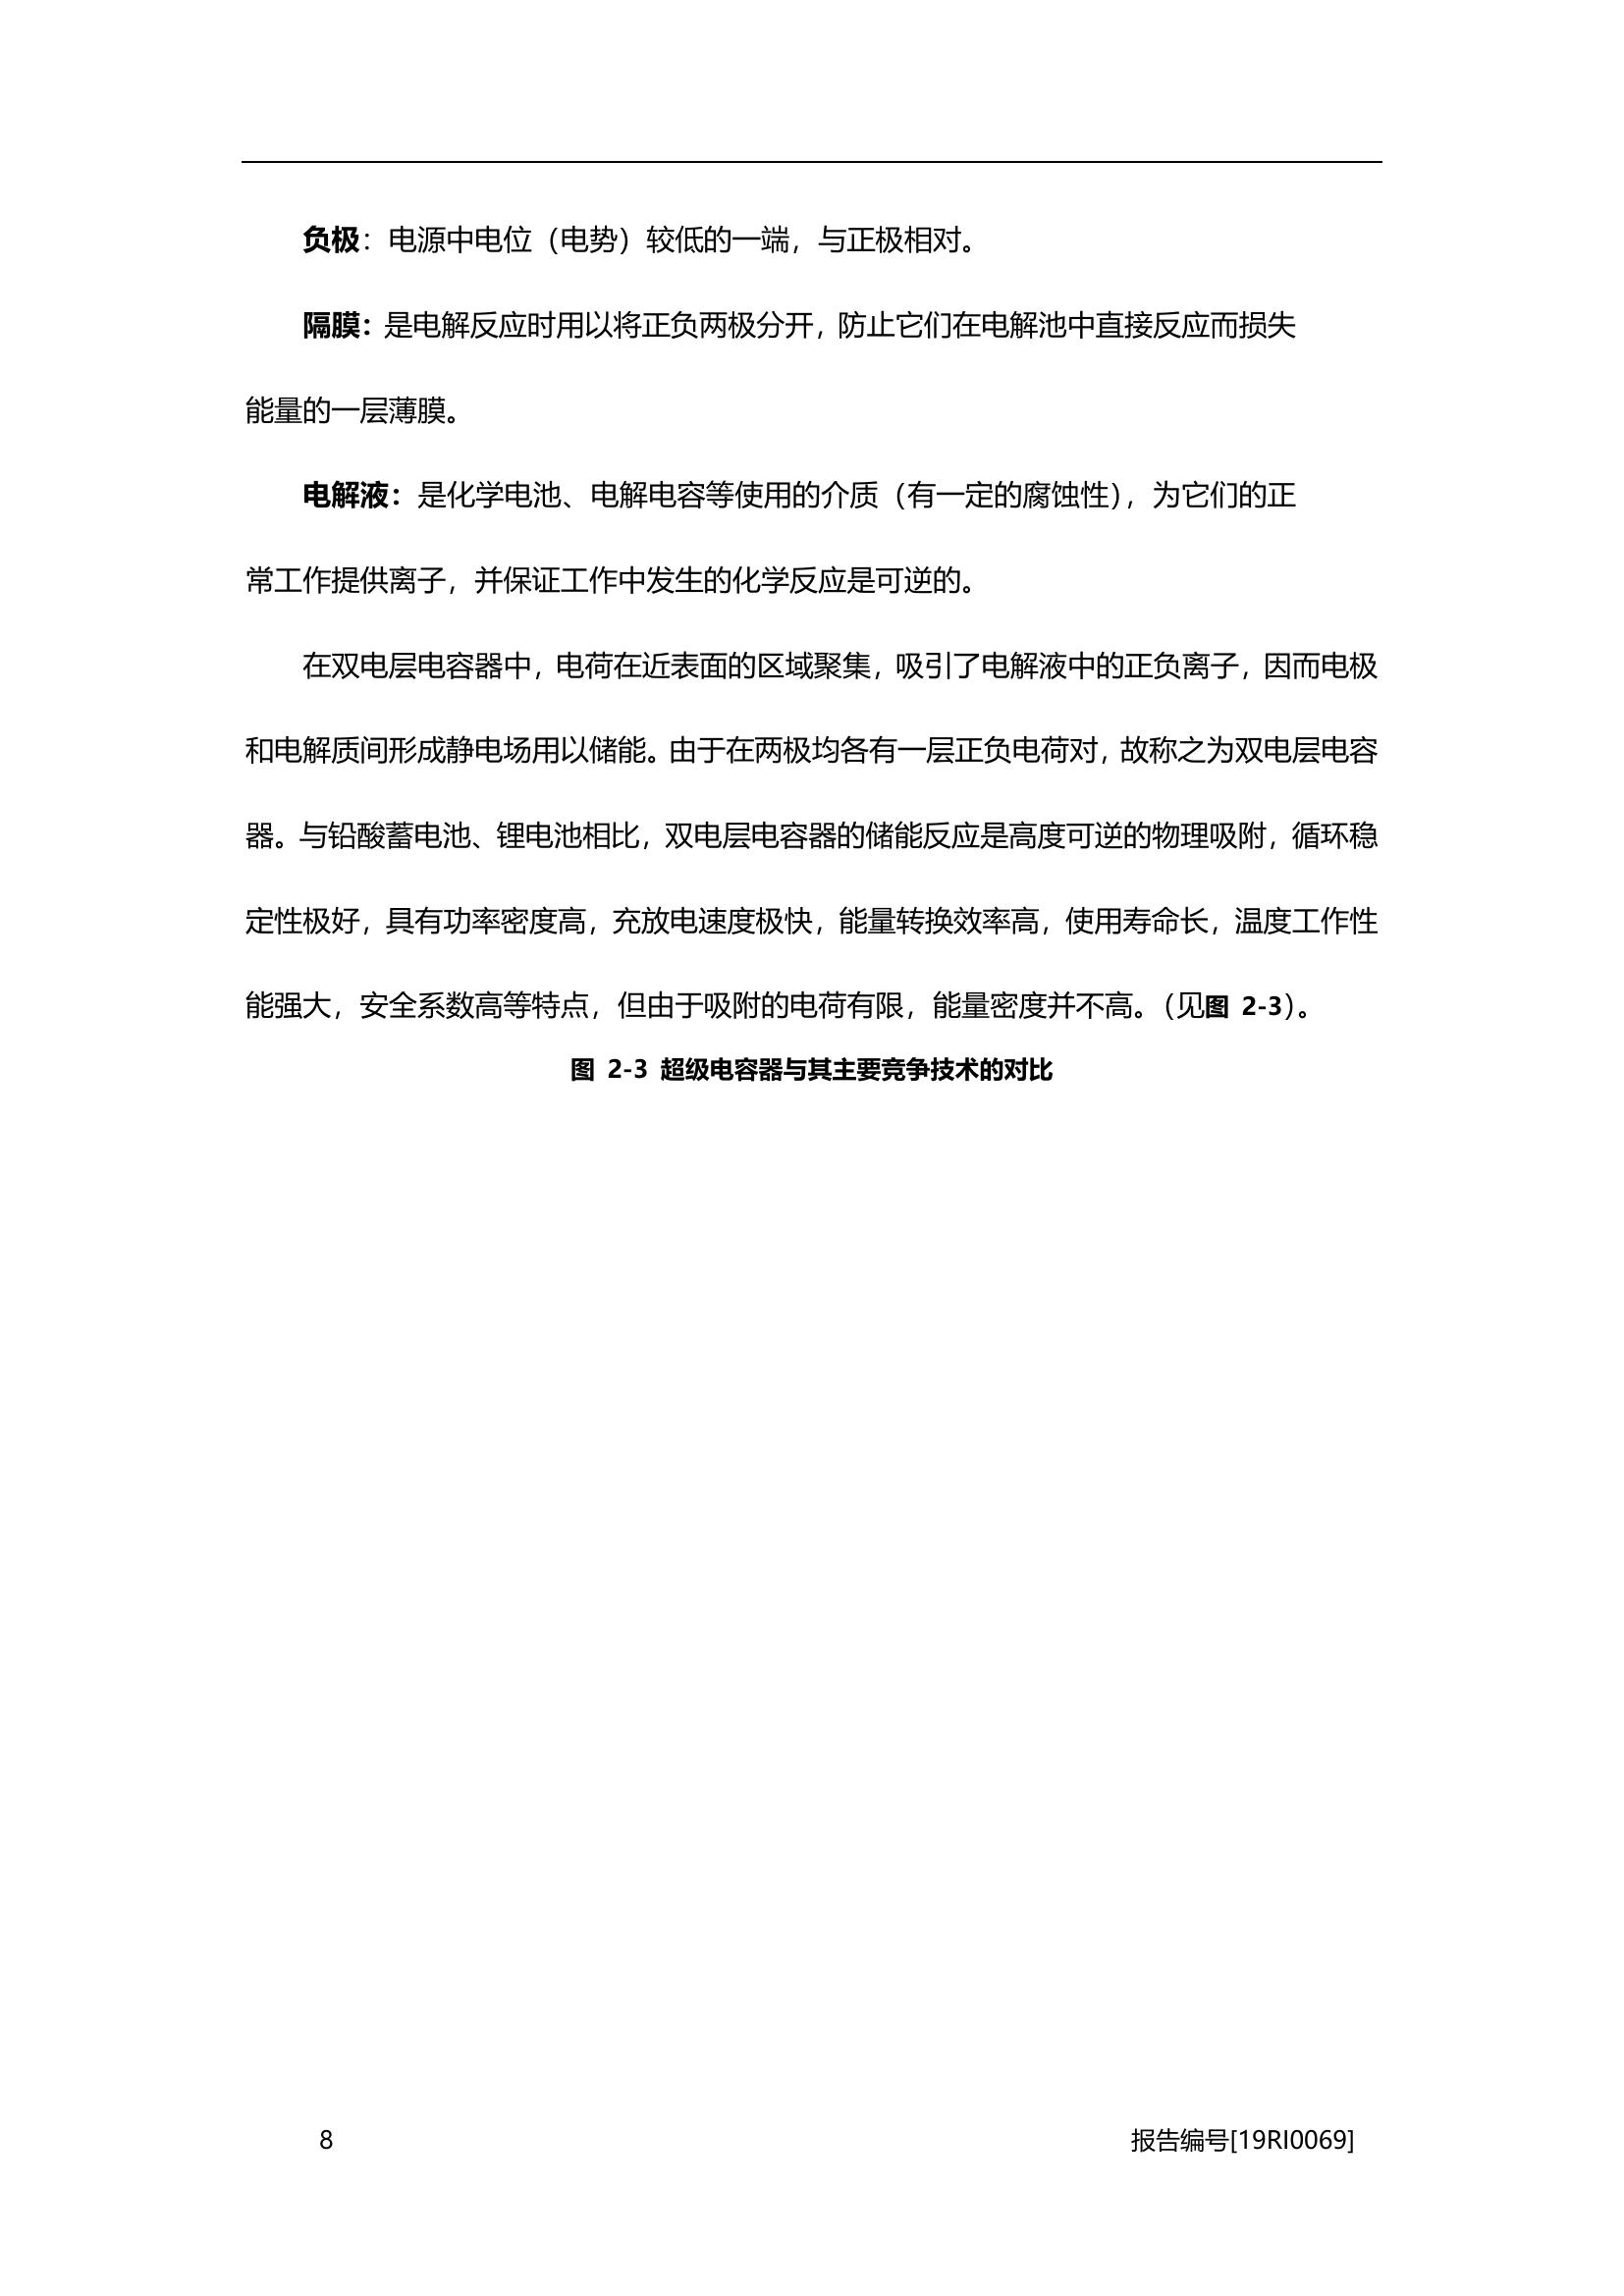 负极：电源中电位（电势）较低的一端，与正极相对。
隔膜：是电解反应时用以将正负两极分开，防止它们在电解池中直接反应而损失
能量的一层薄膜。
电解液：是化学电池、电解电容等使用的介质（有一定的腐蚀性），为它们的正
常工作提供离子，并保证工作中发生的化学反应是可逆的。
在双电层电容器中，电荷在近表面的区域聚集，吸引了电解液中的正负离子，因而电极
和电解质间形成静电场用以储能。由于在两极均各有一层正负电荷对，故称之为双电层电容
器。与铅酸蓄电池、锂电池相比，双电层电容器的储能反应是高度可逆的物理吸附，循环稳
定性极好，具有功率密度高，充放电速度极快，能量转换效率高，使用寿命长，温度工作性
能强大，安全系数高等特点，但由于吸附的电荷有限，能量密度并不高。（见图 2-3）。
图 2-3 超级电容器与其主要竞争技术的对比
8 报告编号[19RI0069]